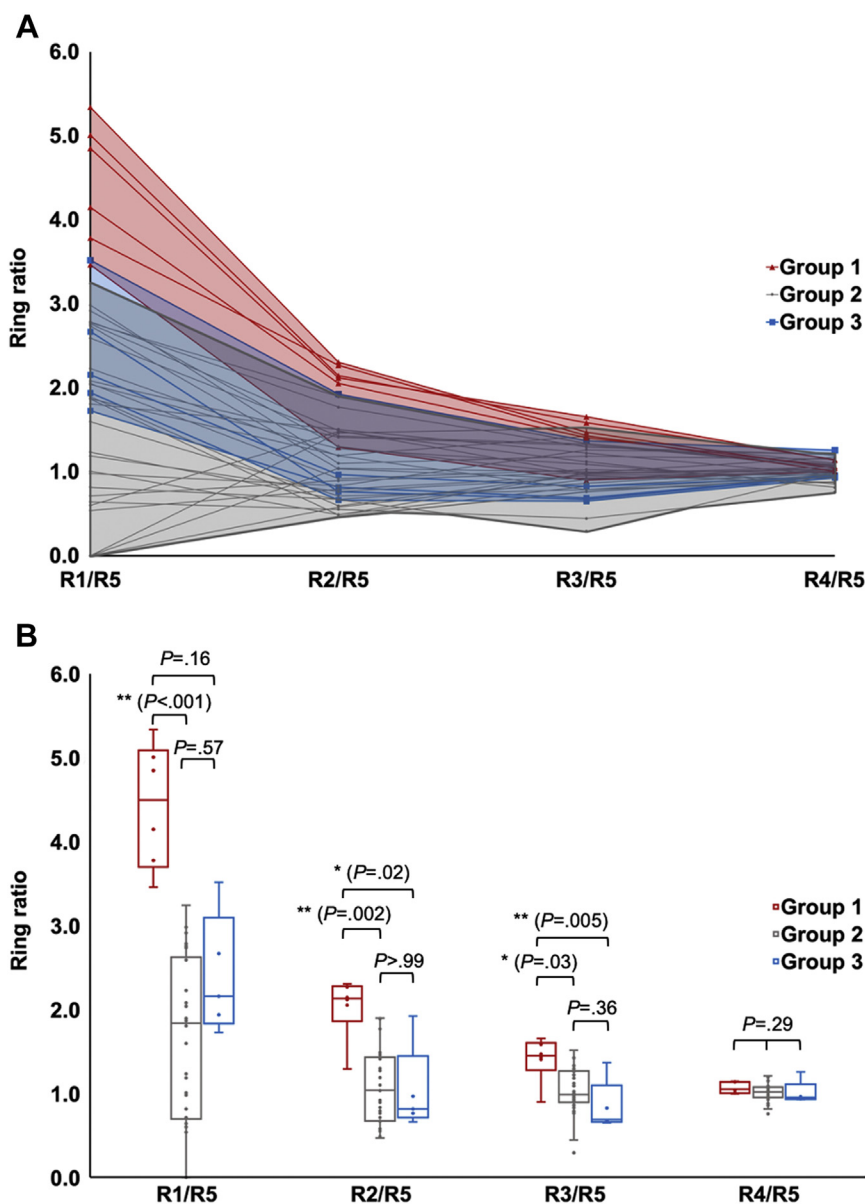 A
6.0
5.0
4.0
3.0
2.0
1.0
0.0
Ring ratio
R1/R5 R2/R5 R3/R5 R4/R5
Group 1
Group 2
Group 3
B
6.0
5.0
4.0
3.0
2.0
1.0
0.0
Ring ratio
P=.16
** (P<.001)
P=.57
* (P=.02)
** (P=.002)
P>.99
** (P=.005)
* (P=.03)
P=.36
P=.29
Group 1
Group 2
Group 3
R1/R5 R2/R5 R3/R5 R4/R5